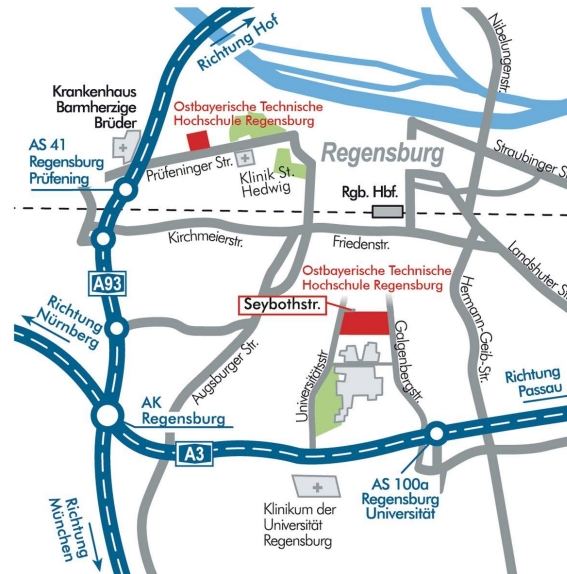 Richtung Hof
Nibelungenstr.
Krankenhaus
Barmherzige
Brüder
Ostbayerische Technische
Hochschule Regensburg
AS 41
Regensburg
Prüfening
Prüfeninger Str.
Klinik St.
Hedwig
Regensburg
Straubinger Str.
Rgb. Hbf.
Kirchmeierstr.
Friedenstr.
Landshuter Str.
Ostbayerische Technische
Hochschule Regensburg
A93
Seybothstr.
Richtung
Nürnberg
Augsburger Str.
Universitätsstr
Galgenbergstr.
Hermann-Geib-Str.
Richtung
Passau
AK
Regensburg
A3
AS 100a
Regensburg
Universität
Richtung
München
Klinikum der
Universität
Regensburg